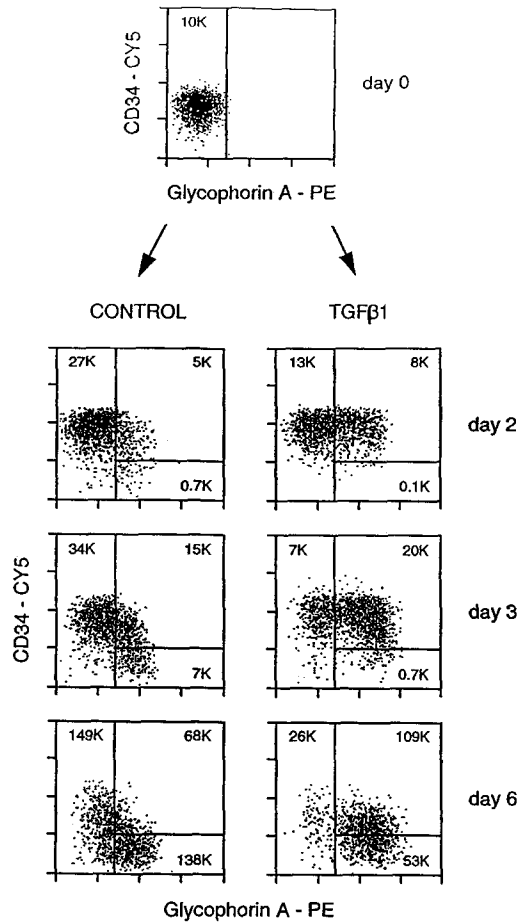 10K
CD34 - CY5
day 0
Glycophorin A - PE
CONTROL
TGFβ1
27K 5K
0.7K
13K 8K
0.1K
day 2
34K 15K
7K
7K 20K
0.7K
day 3
CD34 - CY5
149K 68K
138K
26K 109K
53K
day 6
Glycophorin A - PE